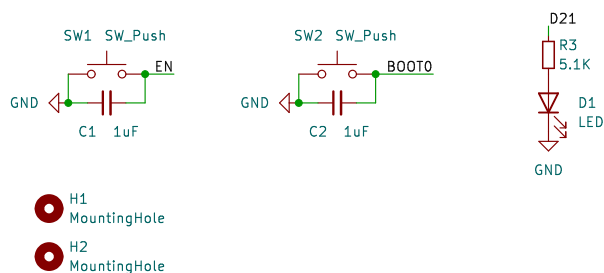 D21
SW1 SW_Push
SW2 SW_Push
R3
5.1K
EN
BOOT0
GND
GND
D1
LED
C1 1uF
C2 1uF
GND
H1
MountingHole
H2
MountingHole